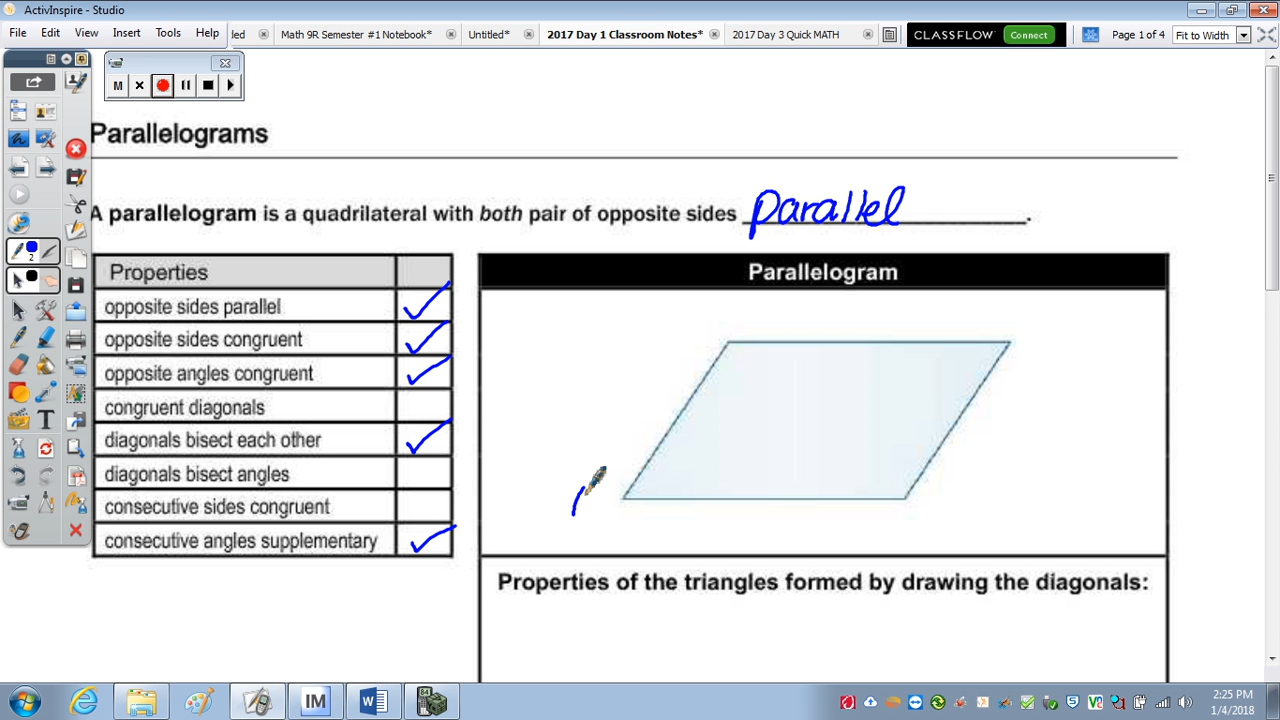 ActivInspire - Studio
File Edit View Insert Tools Help led Math 9R Semester #1 Notebook* Untitled* 2017 Day 1 Classroom Notes* 2017 Day 3 Quick MATH CLASSFLOW Connect Page 1 of 4 Fit to Width
M
Parallelograms
A parallelogram is a quadrilateral with both pair of opposite sides parallel.
Properties
opposite sides parallel ✓
opposite sides congruent ✓
opposite angles congruent ✓
congruent diagonals
diagonals bisect each other ✓
diagonals bisect angles
consecutive sides congruent
consecutive angles supplementary ✓
Parallelogram
Properties of the triangles formed by drawing the diagonals:
2
T
IM
W
2:25 PM
1/4/2018